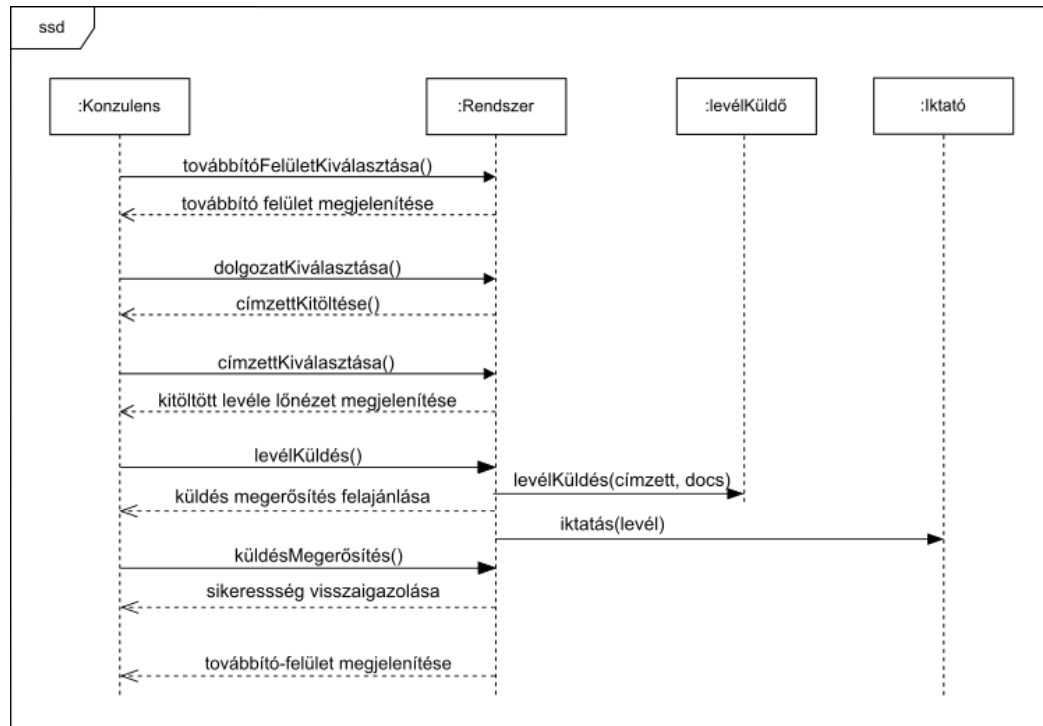 ssd
:Konzulens
:Rendszer
:levélKüldő
:Iktató
továbbítóFelületKiválasztása()
továbbító felület megjelenítése
dolgozatKiválasztása()
címzettKitöltése()
címzettKiválasztása()
kitöltött levéle lőnézet megjelenítése
levélKüldés()
levélKüldés(címzett, docs)
küldés megerősítés felajánlása
iktatás(levél)
küldésMegerősítés()
sikeressség visszaigazolása
továbbító-felület megjelenítése